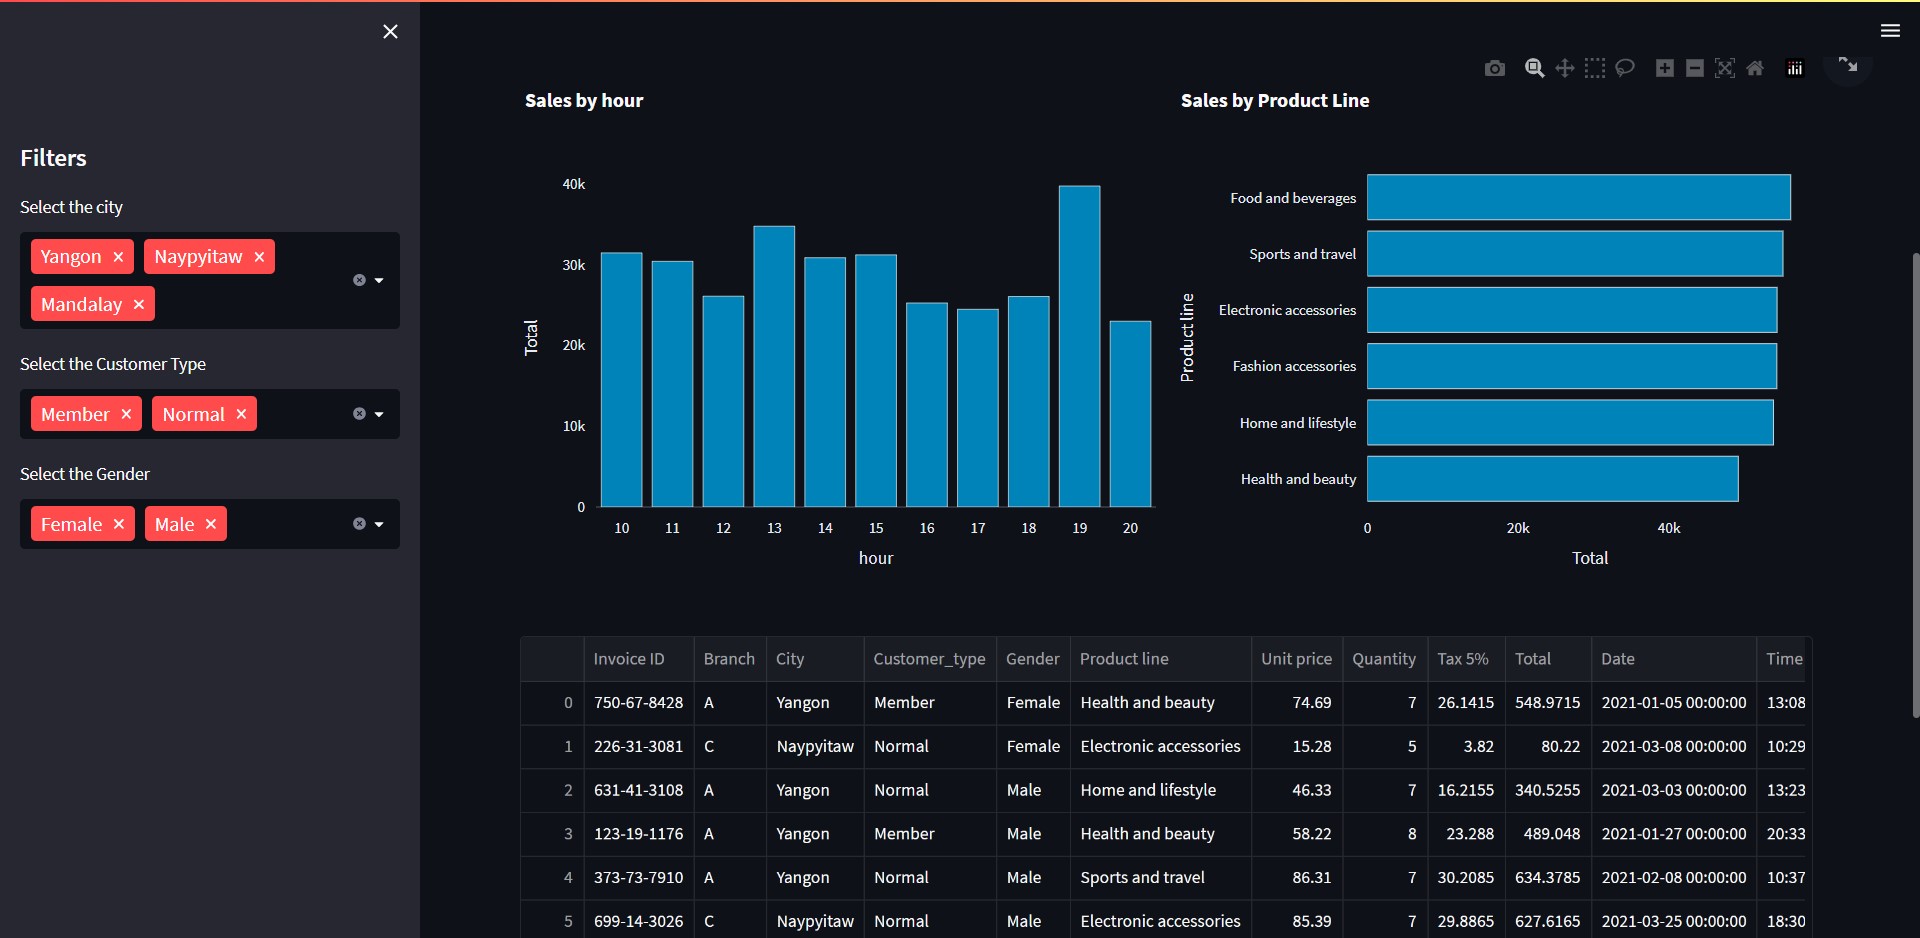 Filters
Select the city
Yangon Naypyitaw
Mandalay
Select the Customer Type
Member Normal
Select the Gender
Female Male
Sales by hour
Total
40k
30k
20k
10k
0
10 11 12 13 14 15 16 17 18 19 20
hour
Sales by Product Line
Product line
Food and beverages
Sports and travel
Electronic accessories
Fashion accessories
Home and lifestyle
Health and beauty
0 20k 40k
Total
Invoice ID Branch City Customer_type Gender Product line Unit price Quantity Tax 5% Total Date Time
0 750-67-8428 A Yangon Member Female Health and beauty 74.69 7 26.1415 548.9715 2021-01-05 00:00:00 13:08
1 226-31-3081 C Naypyitaw Normal Female Electronic accessories 15.28 5 3.82 80.22 2021-03-08 00:00:00 10:29
2 631-41-3108 A Yangon Normal Male Home and lifestyle 46.33 7 16.2155 340.5255 2021-03-03 00:00:00 13:23
3 123-19-1176 A Yangon Member Male Health and beauty 58.22 8 23.288 489.048 2021-01-27 00:00:00 20:33
4 373-73-7910 A Yangon Normal Male Sports and travel 86.31 7 30.2085 634.3785 2021-02-08 00:00:00 10:37
5 699-14-3026 C Naypyitaw Normal Male Electronic accessories 85.39 7 29.8865 627.6165 2021-03-25 00:00:00 18:30